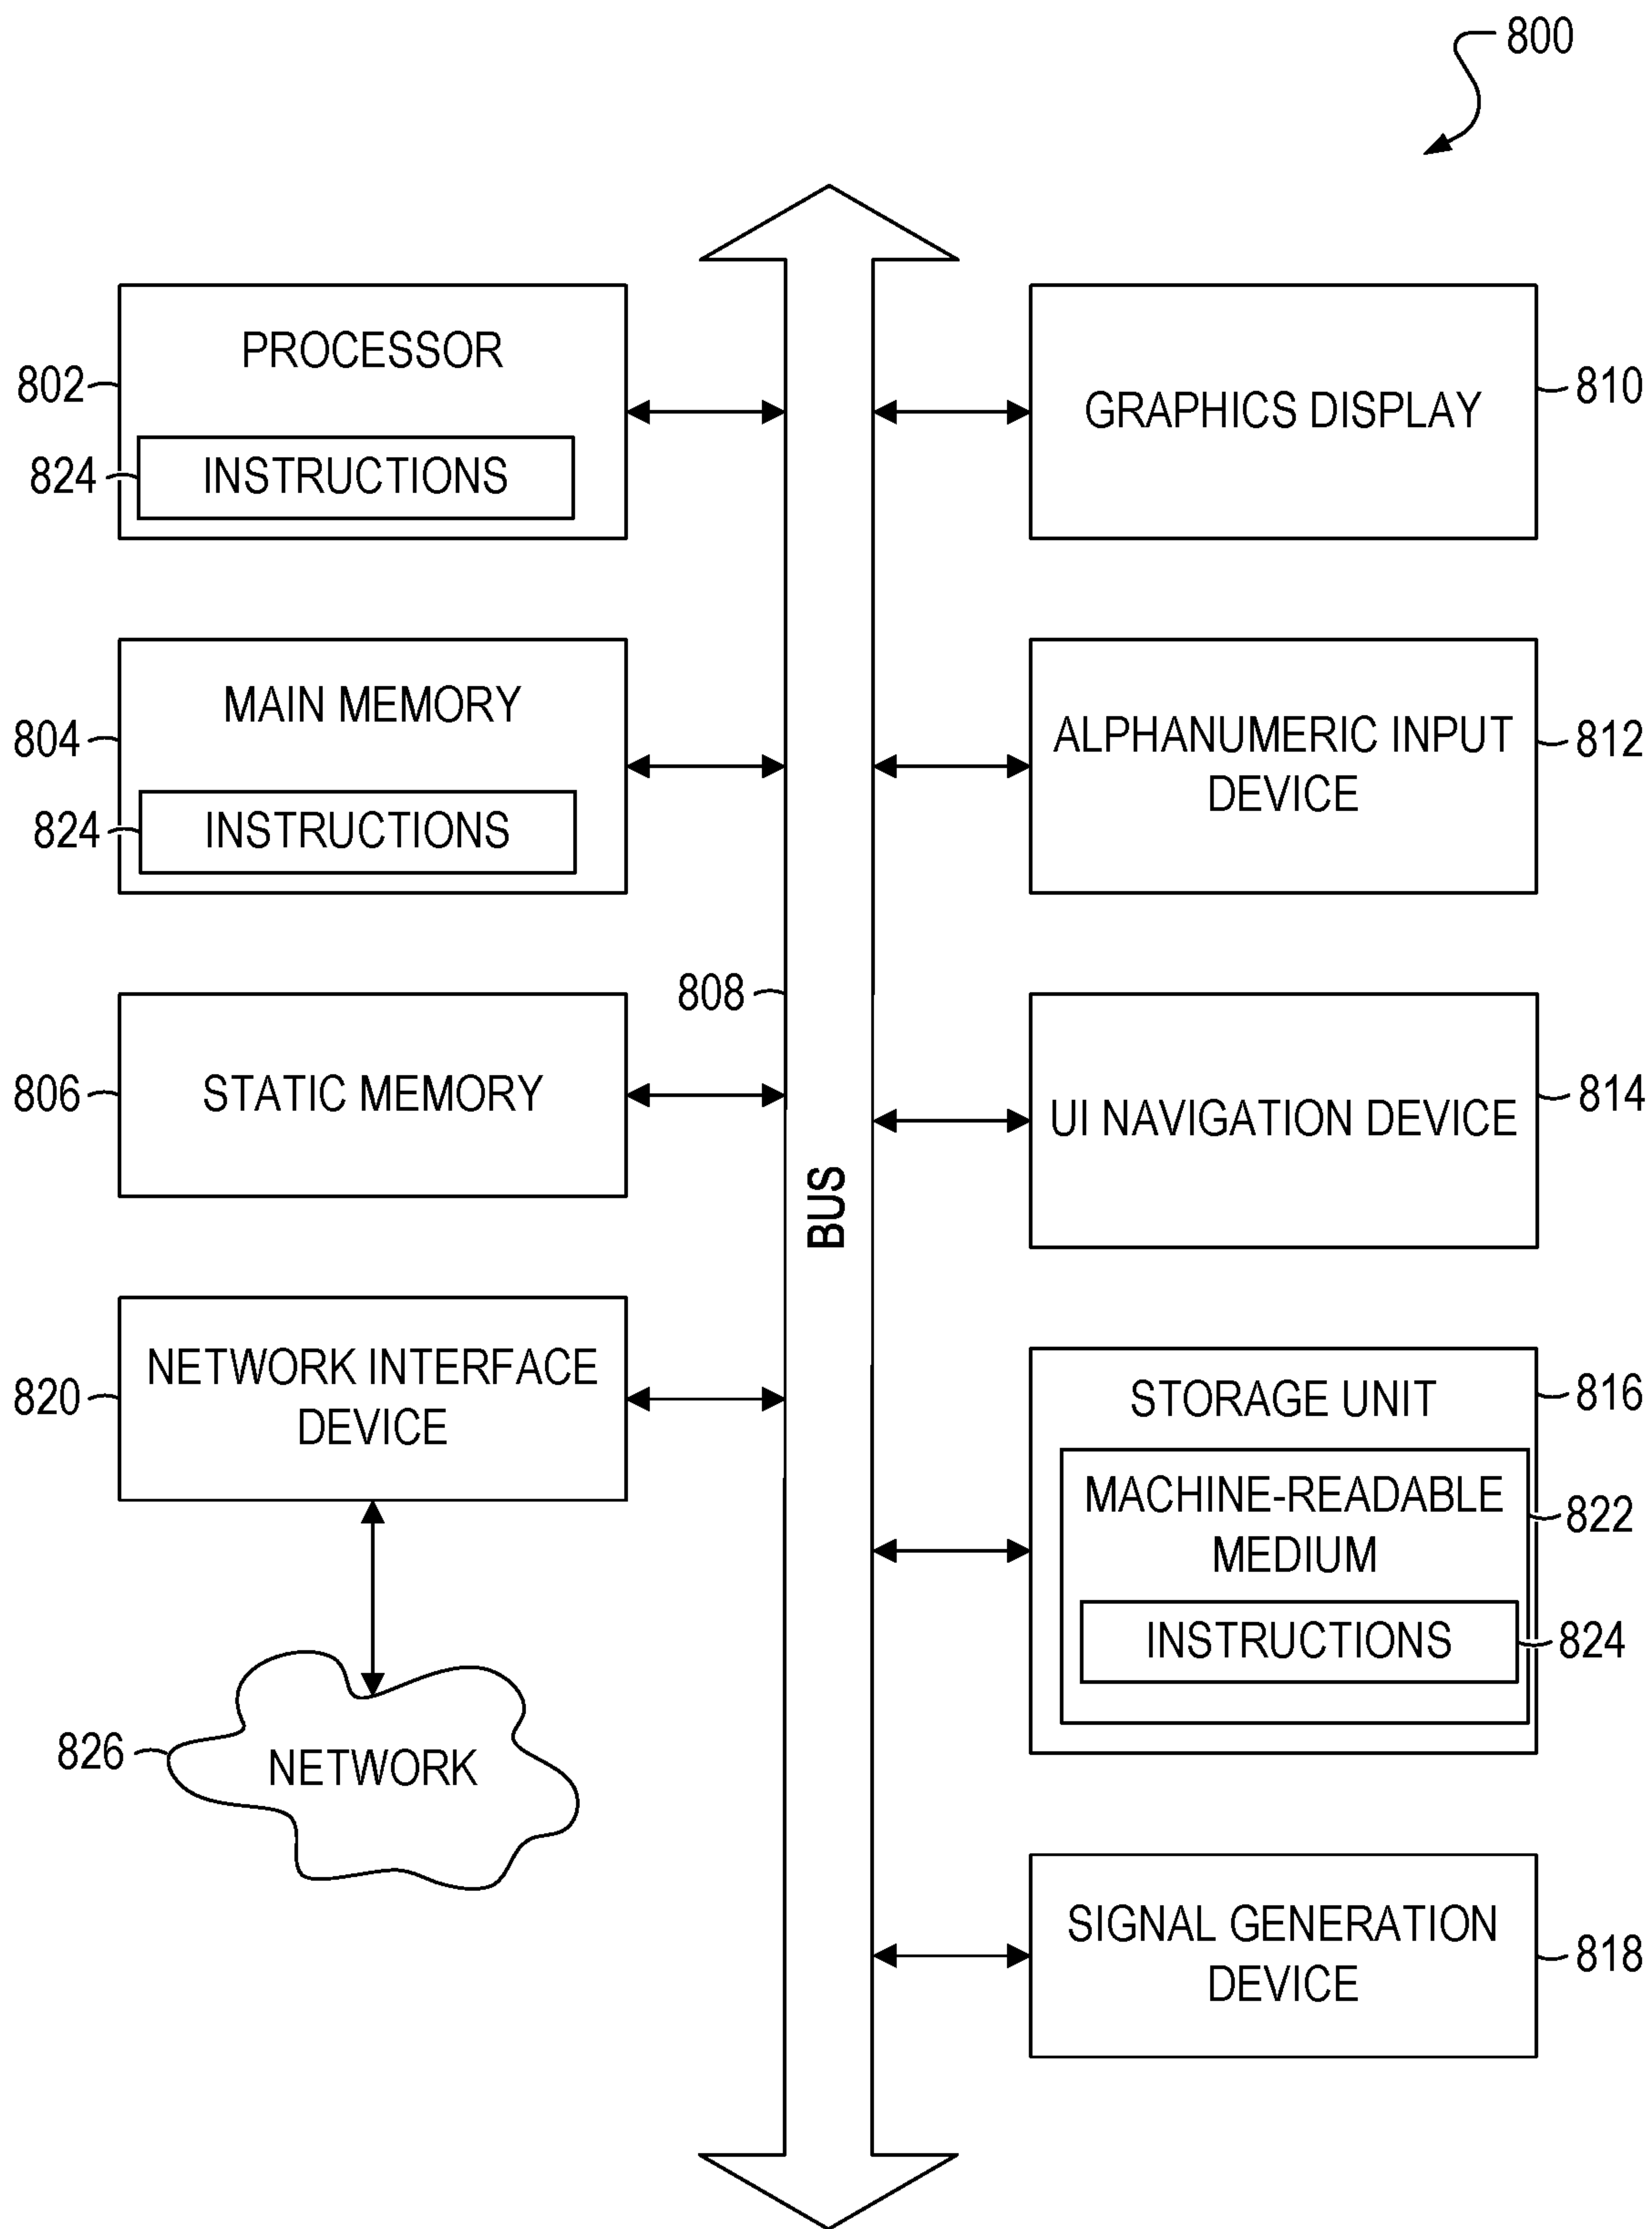 800
PROCESSOR
802
824
INSTRUCTIONS
MAIN MEMORY
804
824
INSTRUCTIONS
808
806
STATIC MEMORY
BUS
NETWORK INTERFACE
DEVICE
820
826
NETWORK
GRAPHICS DISPLAY
810
ALPHANUMERIC INPUT
DEVICE
812
UI NAVIGATION DEVICE
814
STORAGE UNIT
816
MACHINE-READABLE
MEDIUM
822
INSTRUCTIONS
824
SIGNAL GENERATION
DEVICE
818